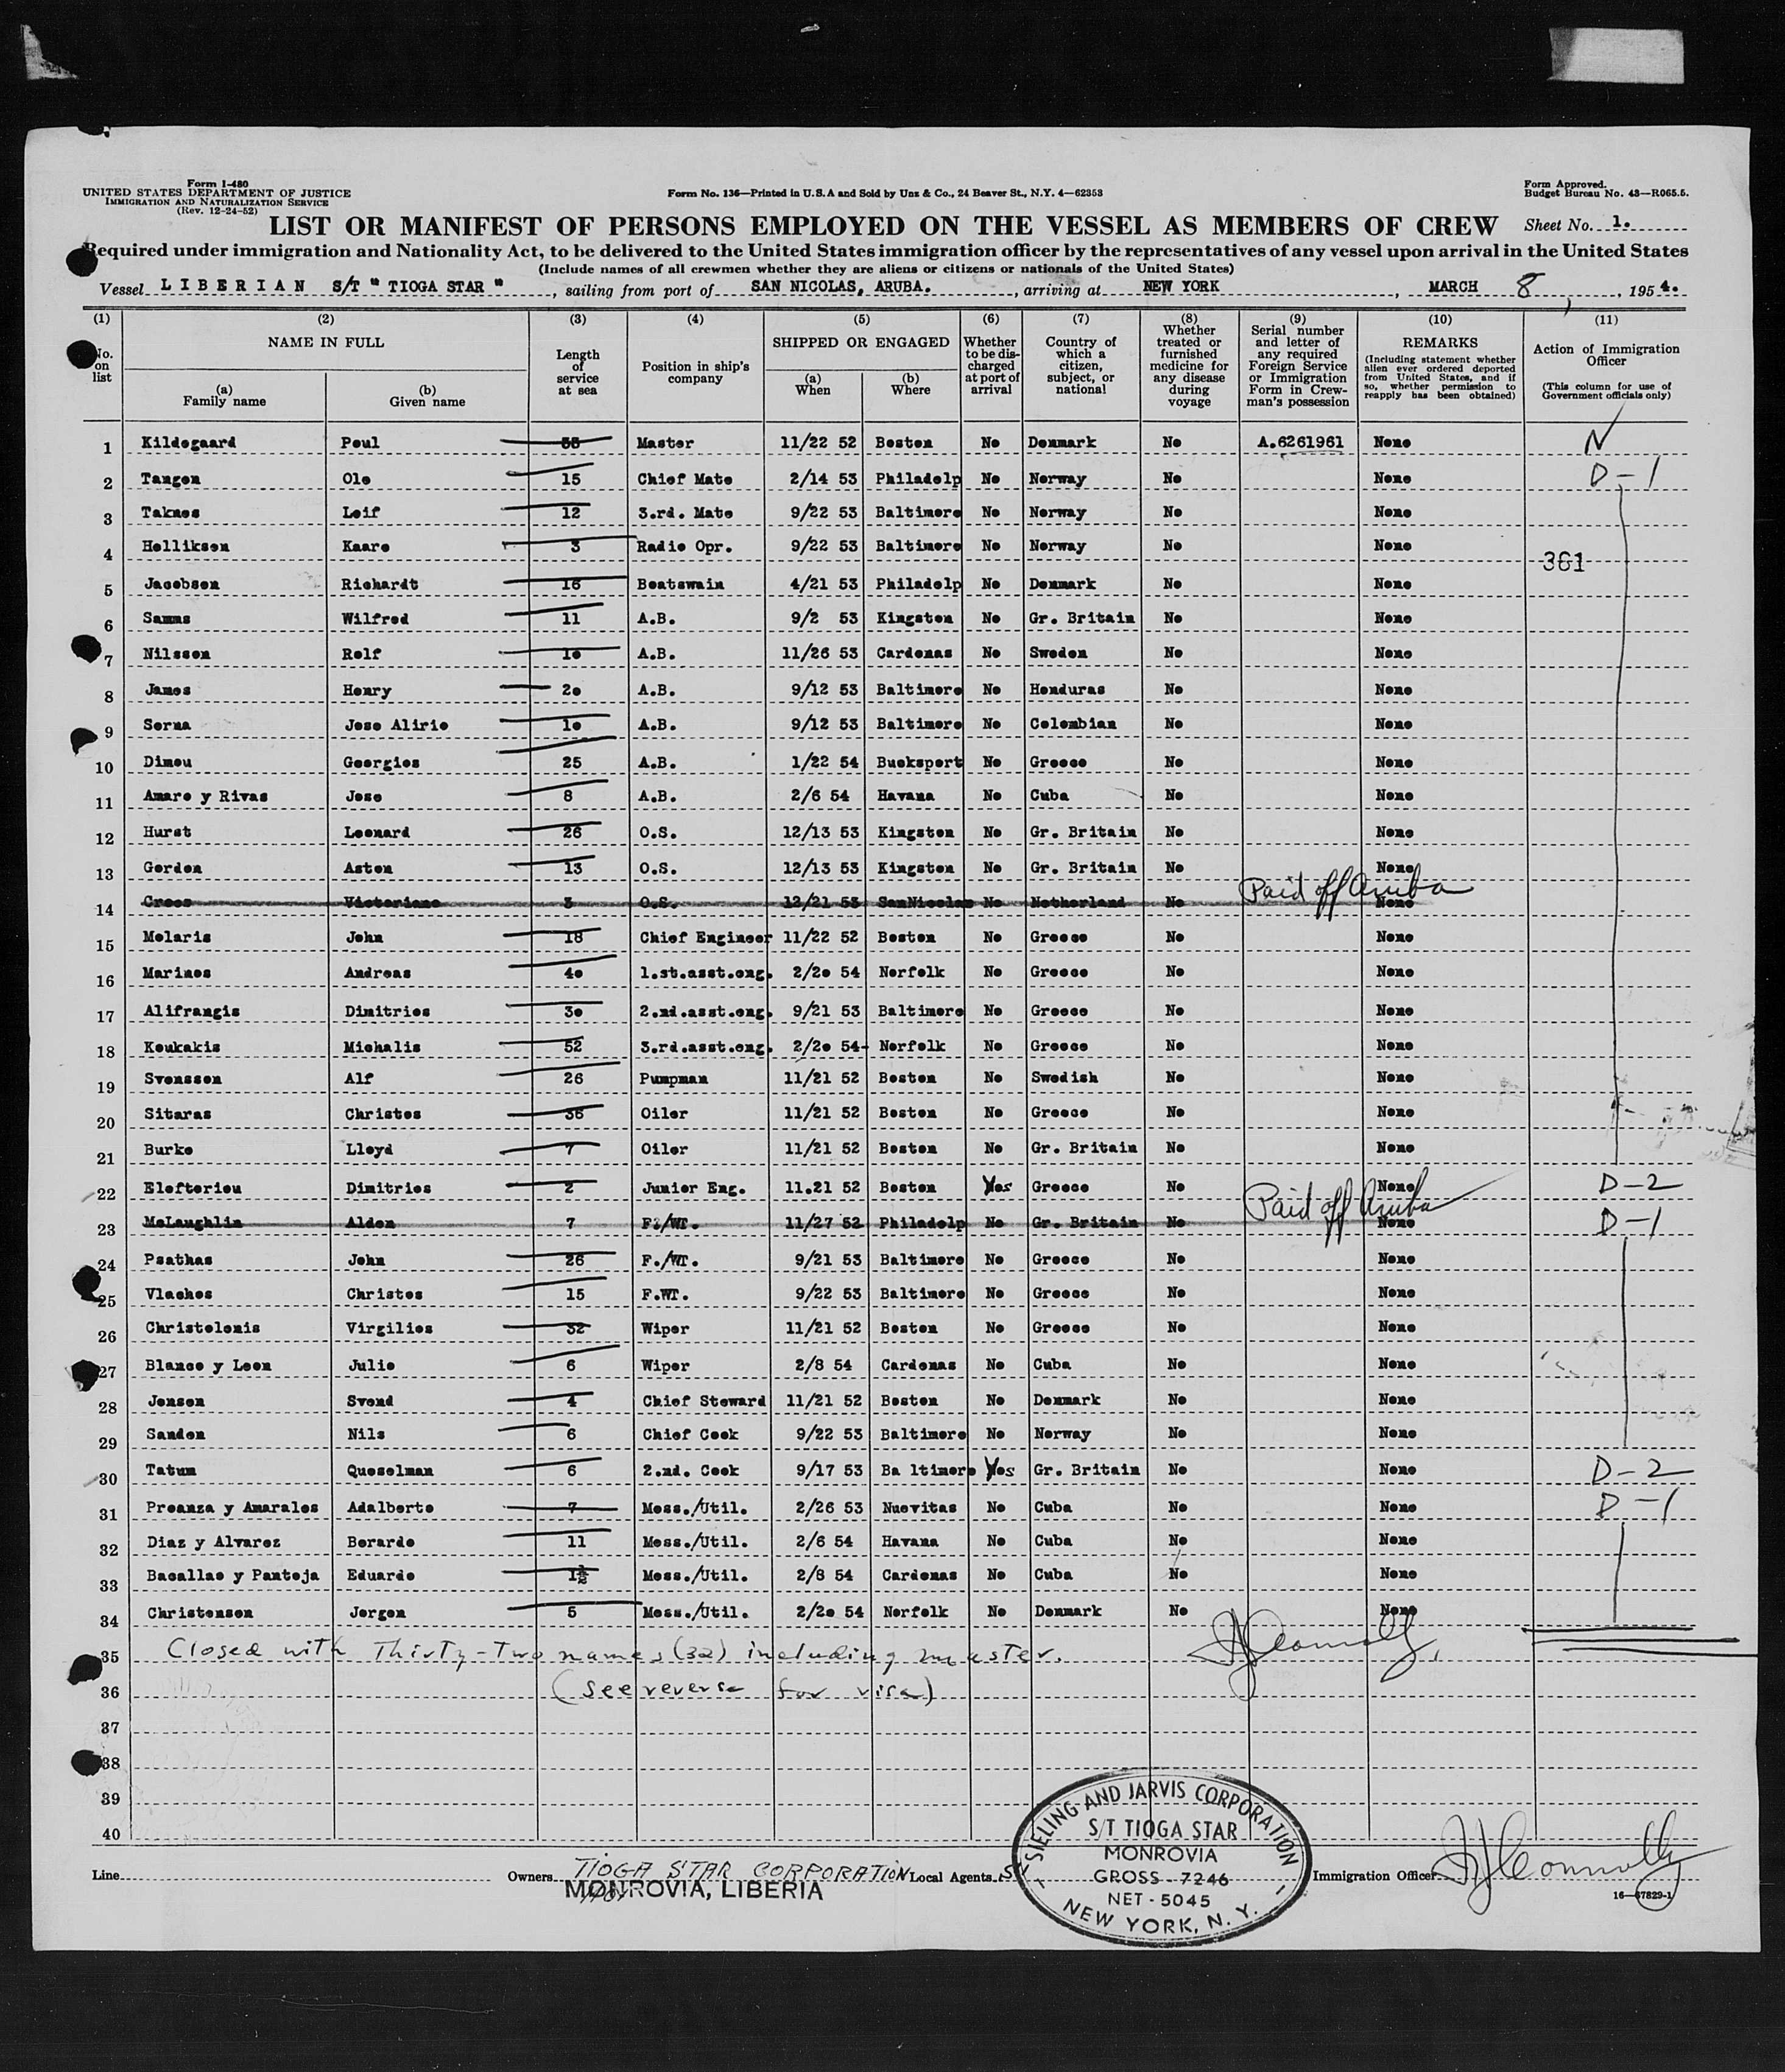 Form I-480
UNITED STATES DEPARTMENT OF JUSTICE
IMMIGRATION AND NATURALIZATION SERVICE
(Rev. 12-24-52)
Form No. 136—Printed in U.S.A and Sold by Unz & Co., 24 Beaver St., N.Y. 4—62353
Form Approved.
Budget Bureau No. 43—R065.5.
LIST OR MANIFEST OF PERSONS EMPLOYED ON THE VESSEL AS MEMBERS OF CREW Sheet No. 1.
Required under immigration and Nationality Act, to be delivered to the United States immigration officer by the representatives of any vessel upon arrival in the United States
(Include names of all crewmen whether they are aliens or citizens or nationals of the United States)
Vessel LIBERIAN S/T " TIOGA STAR ", sailing from port of SAN NICOLAS, ARUBA., arriving at NEW YORK, MARCH 8, 1954.
(1) (2) (3) (4) (5) (6) (7) (8) (9) (10) (11)
No. on list
NAME IN FULL
(a) Family name
(b) Given name
Length of service at sea
Position in ship's company
SHIPPED OR ENGAGED
(a) When
(b) Where
Whether to be discharged at port of arrival
Country of which a citizen, subject, or national
Whether treated or furnished medicine for any disease during voyage
Serial number and letter of any required Foreign Service or Immigration Form in Crewman's possession
REMARKS
(Including statement whether alien ever ordered deported from United States, and if so, whether permission to reapply has been obtained)
Action of Immigration Officer
(This column for use of Government officials only)
1 Kildegaard Poul Master 11/22 52 Boston No Denmark No A.6261961 None N
2 Tangen Ole 15 Chief Mate 2/14 53 Philadelp No Norway No None D-1
3 Taknes Leif 12 3.rd. Mate 9/22 53 Baltimore No Norway No None
4 Helliksen Kaare 3 Radio Opr. 9/22 53 Baltimore No Norway No None
361
5 Jacobsen Richardt 16 Boatswain 4/21 53 Philadelp No Denmark No None
6 Samms Wilfred 11 A.B. 9/2 53 Kingston No Gr. Britain No None
7 Nilsson Rolf 10 A.B. 11/26 53 Cardenas No Sweden No None
8 James Henry 20 A.B. 9/12 53 Baltimore No Honduras No None
9 Serna Jose Alirio 10 A.B. 9/12 53 Baltimore No Colombian No None
10 Dimou Georgios 25 A.B. 1/22 54 Bucksport No Greece No None
11 Amaro y Rivas Jose 8 A.B. 2/6 54 Havana No Cuba No None
12 Hurst Leonard 26 O.S. 12/13 53 Kingston No Gr. Britain No None
13 Gordon Aston 13 O.S. 12/13 53 Kingston No Gr. Britain No None
14 Croes Victoriano 3 O.S. 12/21 53 SanNicolas No Netherland No Paid off Aruba None
15 Molaris John 18 Chief Engineer 11/22 52 Boston No Greece No None
16 Marinos Andreas 40 1.st.asst.eng. 2/20 54 Norfolk No Greece No None
17 Alifrangis Dimitrios 30 2.nd.asst.eng. 9/21 53 Baltimore No Greece No None
18 Koukakis Michalis 52 3.rd.asst.eng. 2/20 54 Norfolk No Greece No None
19 Svensson Alf 26 Pumpman 11/21 52 Boston No Swedish No None
20 Sitaras Christos 36 Oiler 11/21 52 Boston No Greece No None
21 Burke Lloyd 7 Oiler 11/21 52 Boston No Gr. Britain No None
22 Elefteriou Dimitrios 2 Junior Eng. 11.21 52 Boston Yes Greece No None D-2
23 McLaughlin Alden 7 F./WT. 11/27 52 Philadelp No Gr. Britain No Paid off Aruba None D-1
24 Psathas John 26 F./WT. 9/21 53 Baltimore No Greece No None
25 Vlachos Christos 15 F.WT. 9/22 53 Baltimore No Greece No None
26 Christolonis Virgilios 32 Wiper 11/21 52 Boston No Greece No None
27 Blanco y Leon Julio 6 Wiper 2/8 54 Cardenas No Cuba No None
28 Jensen Svend 4 Chief Steward 11/21 52 Boston No Denmark No None
29 Sanden Nils 6 Chief Cook 9/22 53 Baltimore No Norway No None
30 Tatum Queselman 6 2.nd. Cook 9/17 53 Ba ltimore Yes Gr. Britain No None D-2
31 Proanza y Amarales Adalberto 7 Mess./Util. 2/26 53 Nuevitas No Cuba No None D-1
32 Diaz y Alvarez Berardo 11 Mess./Util. 2/6 54 Havana No Cuba No None
33 Bacallao y Pantoja Eduardo 1½ Mess./Util. 2/8 54 Cardenas No Cuba No None
34 Christensen Jorgen 5 Mess./Util. 2/20 54 Norfolk No Denmark No None
35 Closed with Thirty-Two names (32) including master. JJConnolly
36 (see reverse for visa)
37
38
39
40
Line
Owners TIOGA STAR CORPORATION
MONROVIA, LIBERIA
Local Agents
STSIELING AND JARVIS CORPORATION
S/T TIOGA STAR
MONROVIA
GROSS - 7246
NET - 5045
NEW YORK, N. Y.
Immigration Officer JJConnolly
16—67829-1